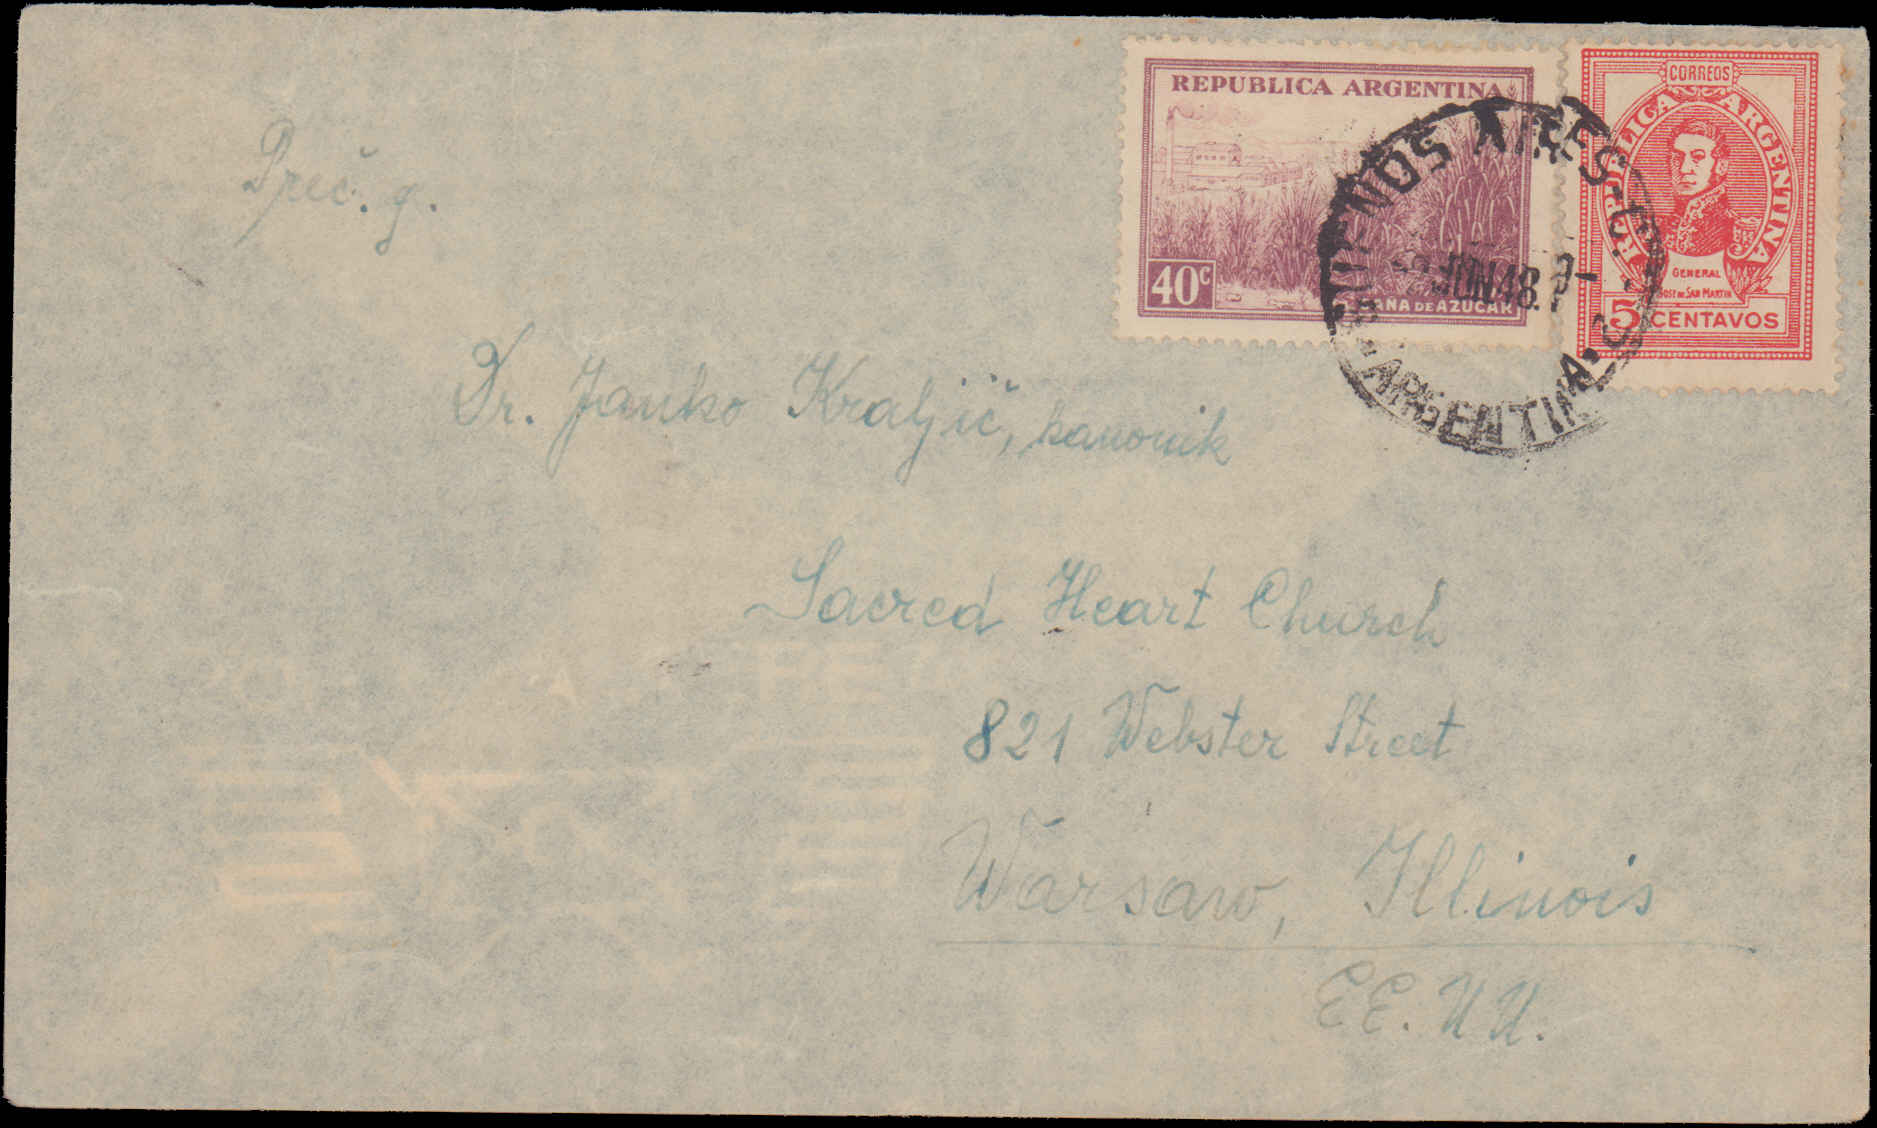 REPUBLICA ARGENTINA
40c
CAÑA DE AZUCAR
CORREOS
REPUBLICA ARGENTINA
GENERAL
JOSE DE SAN MARTIN
5 CENTAVOS
BUENOS AIRES
JUN 48
ARGENTINA
Preč. g.
Dr. Janko Kraljič, kanonik
Sacred Heart Church
821 Webster Street
Warsaw, Illinois
EE. UU.